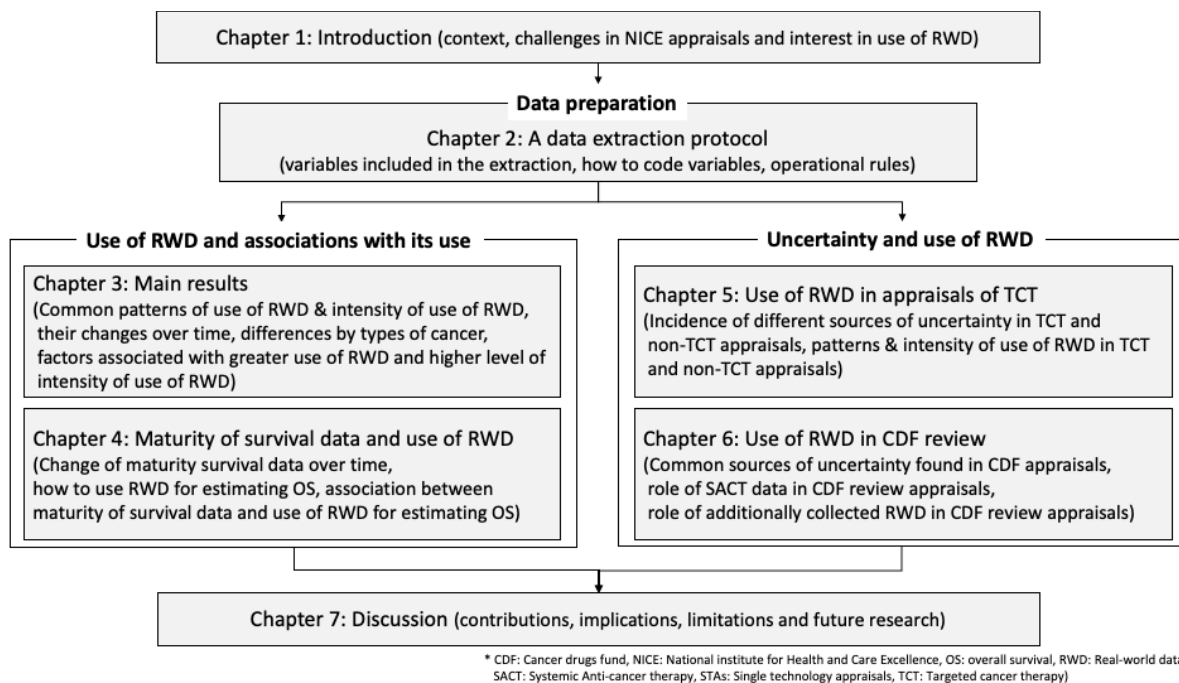 Chapter 1: Introduction (context, challenges in NICE appraisals and interest in use of RWD)
Data preparation
Chapter 2: A data extraction protocol
(variables included in the extraction, how to code variables, operational rules)
Use of RWD and associations with its use
Chapter 3: Main results
(Common patterns of use of RWD & intensity of use of RWD,
their changes over time, differences by types of cancer,
factors associated with greater use of RWD and higher level of
intensity of use of RWD)
Chapter 4: Maturity of survival data and use of RWD
(Change of maturity survival data over time,
how to use RWD for estimating OS, association between
maturity of survival data and use of RWD for estimating OS)
Uncertainty and use of RWD
Chapter 5: Use of RWD in appraisals of TCT
(Incidence of different sources of uncertainty in TCT and
non-TCT appraisals, patterns & intensity of use of RWD in TCT
and non-TCT appraisals)
Chapter 6: Use of RWD in CDF review
(Common sources of uncertainty found in CDF appraisals,
role of SACT data in CDF review appraisals,
role of additionally collected RWD in CDF review appraisals)
Chapter 7: Discussion (contributions, implications, limitations and future research)
* CDF: Cancer drugs fund, NICE: National institute for Health and Care Excellence, OS: overall survival, RWD: Real-world data
SACT: Systemic Anti-cancer therapy, STAs: Single technology appraisals, TCT: Targeted cancer therapy)